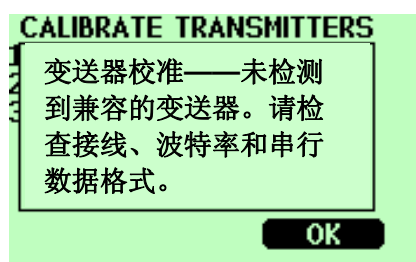 CALIBRATE TRANSMITTERS
变送器校准——未检测
到兼容的变送器。请检
查接线、波特率和串行
数据格式。
OK